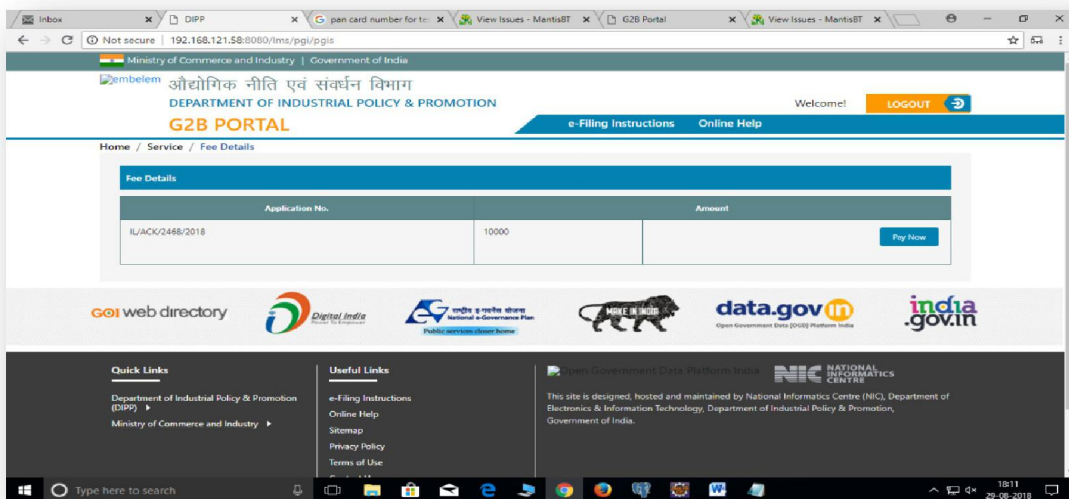 Inbox
DIPP
pan card number for te
View Issues - MantisBT
G2B Portal
View Issues - MantisBT
Not secure | 192.168.121.58:8080/lms/pgi/pgis
Ministry of Commerce and Industry | Government of India
embelem
औद्योगिक नीति एवं संवर्धन विभाग
DEPARTMENT OF INDUSTRIAL POLICY & PROMOTION
Welcome!
LOGOUT
G2B PORTAL
e-Filing Instructions
Online Help
Home / Service / Fee Details
Fee Details
Application No.
Amount
IL/ACK/2468/2018
10000
Pay Now
GOI web directory
Digital India
Power To Empower
राष्ट्रीय ई-गवर्नेंस योजना
National e-Governance Plan
Public services closer home
MAKE IN INDIA
data.gov in
Open Government Data [OGD] Platform India
india
.gov.in
Quick Links
Department of Industrial Policy & Promotion
(DIPP)
Ministry of Commerce and Industry
Useful Links
e-Filing Instructions
Online Help
Sitemap
Privacy Policy
Terms of Use
Open Government Data Platform India
NIC NATIONAL
INFORMATICS
CENTRE
This site is designed, hosted and maintained by National Informatics Centre (NIC), Department of
Electronics & Information Technology, Department of Industrial Policy & Promotion,
Government of India.
Type here to search
18:11
29-08-2018